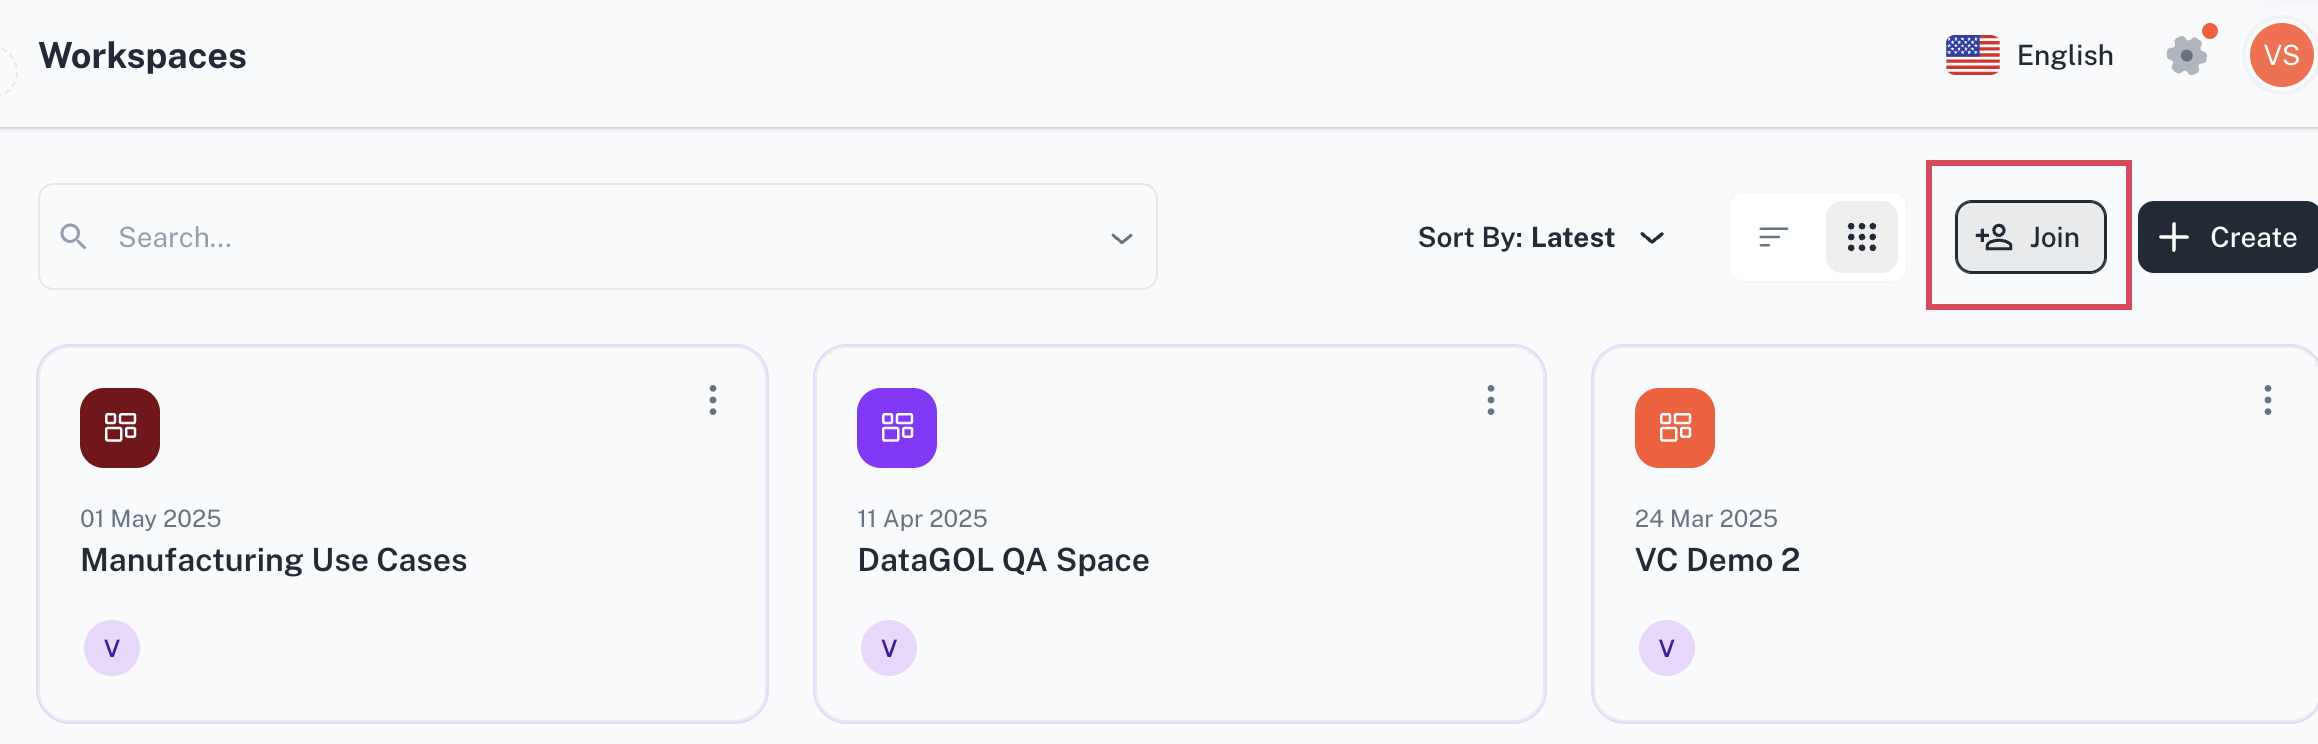 Workspaces
English
VS
Search...
Sort By: Latest
Join
Create
01 May 2025
Manufacturing Use Cases
V
11 Apr 2025
DataGOL QA Space
V
24 Mar 2025
VC Demo 2
V